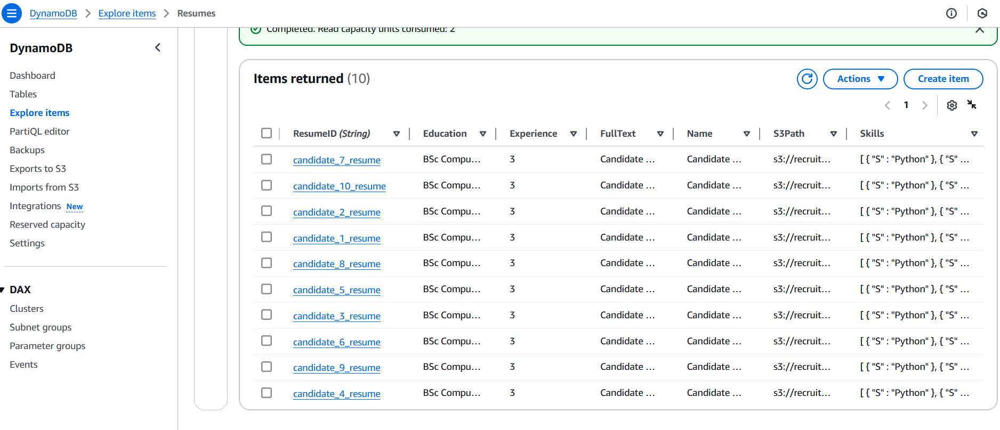 DynamoDB > Explore items > Resumes
DynamoDB
Dashboard
Tables
Explore items
PartiQL editor
Backups
Exports to S3
Imports from S3
Integrations New
Reserved capacity
Settings
DAX
Clusters
Subnet groups
Parameter groups
Events
Completed. Read capacity units consumed: 2
Items returned (10)
Actions
Create item
1
ResumeID (String) Education Experience FullText Name S3Path Skills
candidate_7_resume BSc Compu... 3 Candidate ... Candidate ... s3://recruit... [ { "S" : "Python" }, { "S" ...
candidate_10_resume BSc Compu... 3 Candidate ... Candidate ... s3://recruit... [ { "S" : "Python" }, { "S" ...
candidate_2_resume BSc Compu... 3 Candidate ... Candidate ... s3://recruit... [ { "S" : "Python" }, { "S" ...
candidate_1_resume BSc Compu... 3 Candidate ... Candidate ... s3://recruit... [ { "S" : "Python" }, { "S" ...
candidate_8_resume BSc Compu... 3 Candidate ... Candidate ... s3://recruit... [ { "S" : "Python" }, { "S" ...
candidate_5_resume BSc Compu... 3 Candidate ... Candidate ... s3://recruit... [ { "S" : "Python" }, { "S" ...
candidate_3_resume BSc Compu... 3 Candidate ... Candidate ... s3://recruit... [ { "S" : "Python" }, { "S" ...
candidate_6_resume BSc Compu... 3 Candidate ... Candidate ... s3://recruit... [ { "S" : "Python" }, { "S" ...
candidate_9_resume BSc Compu... 3 Candidate ... Candidate ... s3://recruit... [ { "S" : "Python" }, { "S" ...
candidate_4_resume BSc Compu... 3 Candidate ... Candidate ... s3://recruit... [ { "S" : "Python" }, { "S" ...